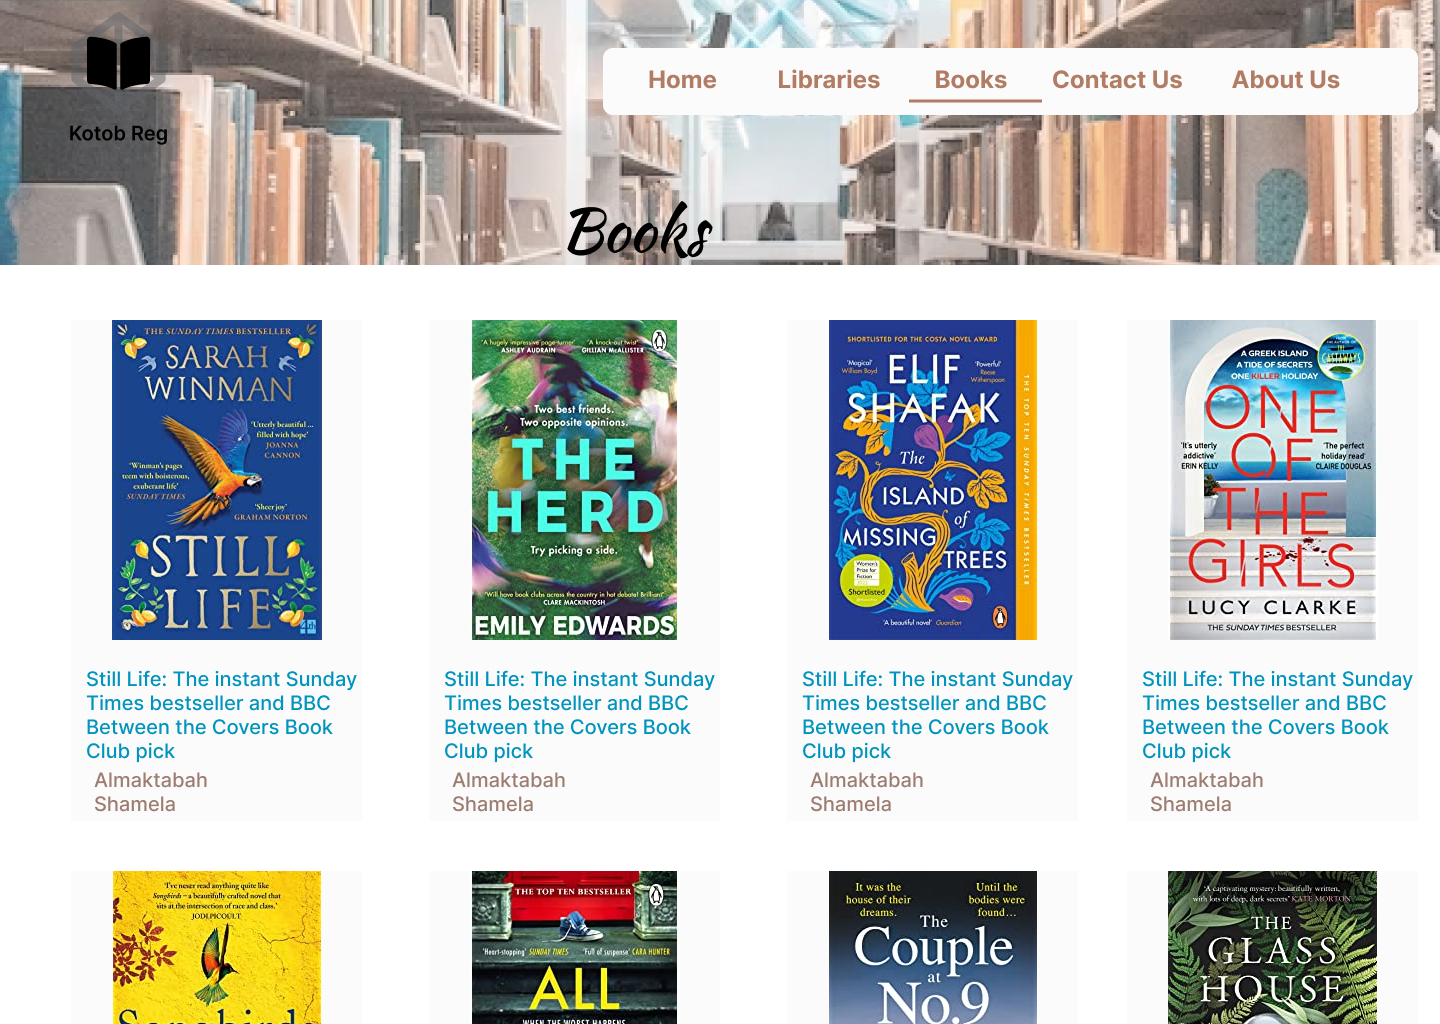 Kotob Reg
Home
Libraries
Books
Contact Us
About Us
Books
THE SUNDAY TIMES BESTSELLER
SARAH
WINMAN
'Utterly beautiful ...
filled with hope'
JOANNA
CANNON
'Winman's pages
teem with boisterous,
exuberant life'
SUNDAY TIMES
'Sheer joy'
GRAHAM NORTON
STILL
LIFE
'A hugely impressive page-turner'
ASHLEY AUDRAIN
'A knock-out twist'
GILLIAN McALLISTER
Two best friends.
Two opposite opinions.
THE
HERD
Try picking a side.
'Will have book clubs across the country in hot debate! Brilliant'
CLARE MACKINTOSH
EMILY EDWARDS
SHORTLISTED FOR THE COSTA NOVEL AWARD
'Magical'
William Boyd
ELIF
SHAFAK
'Powerful'
Reese
Witherspoon
The
ISLAND
of
MISSING
TREES
Women's
Prize for
Fiction
Shortlisted
'A beautiful novel' Guardian
THE TOP TEN SUNDAY TIMES BESTSELLER
A GREEK ISLAND
A TIDE OF SECRETS
ONE KILLER HOLIDAY
ONE
OF
THE
GIRLS
'It's utterly
addictive'
ERIN KELLY
'The perfect
holiday read'
CLAIRE DOUGLAS
LUCY CLARKE
THE SUNDAY TIMES BESTSELLER
Still Life: The instant Sunday
Times bestseller and BBC
Between the Covers Book
Club pick
Almaktabah
Shamela
Still Life: The instant Sunday
Times bestseller and BBC
Between the Covers Book
Club pick
Almaktabah
Shamela
Still Life: The instant Sunday
Times bestseller and BBC
Between the Covers Book
Club pick
Almaktabah
Shamela
Still Life: The instant Sunday
Times bestseller and BBC
Between the Covers Book
Club pick
Almaktabah
Shamela
'I've never read anything quite like
Songbirds – a beautifully crafted novel that
sits at the intersection of race and class.'
JODI PICOULT
Songbirds
THE TOP TEN BESTSELLER
'Heart-stopping' SUNDAY TIMES
'Full of suspense' CARA HUNTER
ALL
WHEN THE WORST HAPPENS
It was the
house of their
dreams.
Until the
bodies were
found...
The
Couple
at
No.9
'A captivating mystery: beautifully written,
with lots of deep, dark secrets' KATE MORTON
THE
GLASS
HOUSE